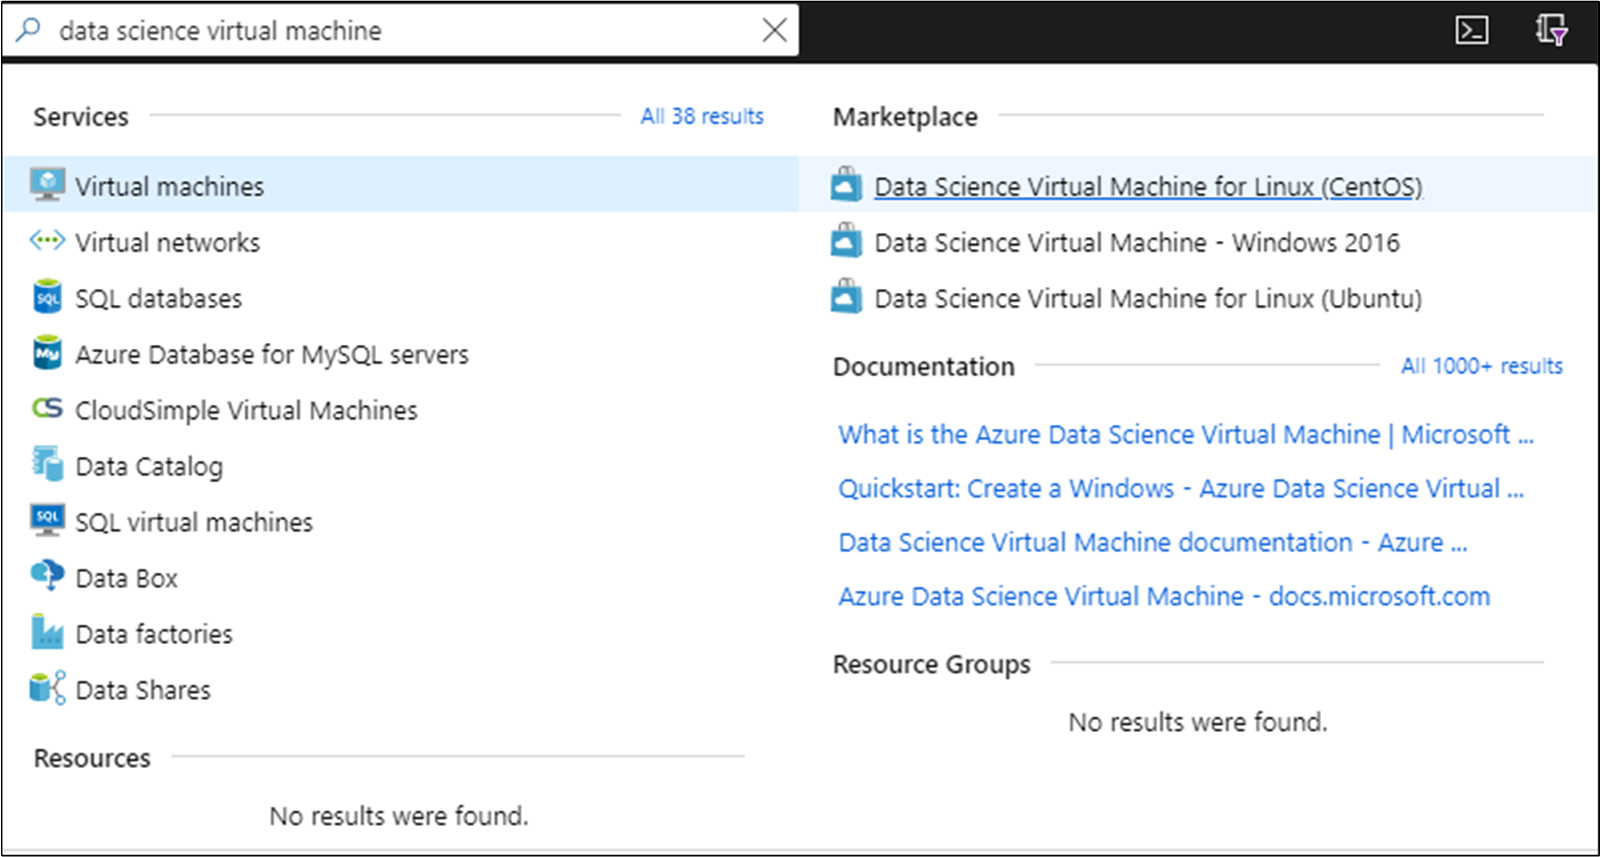 data science virtual machine
Services
All 38 results
Virtual machines
Virtual networks
SQL
SQL databases
My
Azure Database for MySQL servers
CS
CloudSimple Virtual Machines
Data Catalog
SQL
SQL virtual machines
Data Box
Data factories
Data Shares
Resources
No results were found.
Marketplace
Data Science Virtual Machine for Linux (CentOS)
Data Science Virtual Machine - Windows 2016
Data Science Virtual Machine for Linux (Ubuntu)
Documentation
All 1000+ results
What is the Azure Data Science Virtual Machine | Microsoft ...
Quickstart: Create a Windows - Azure Data Science Virtual ...
Data Science Virtual Machine documentation - Azure ...
Azure Data Science Virtual Machine - docs.microsoft.com
Resource Groups
No results were found.